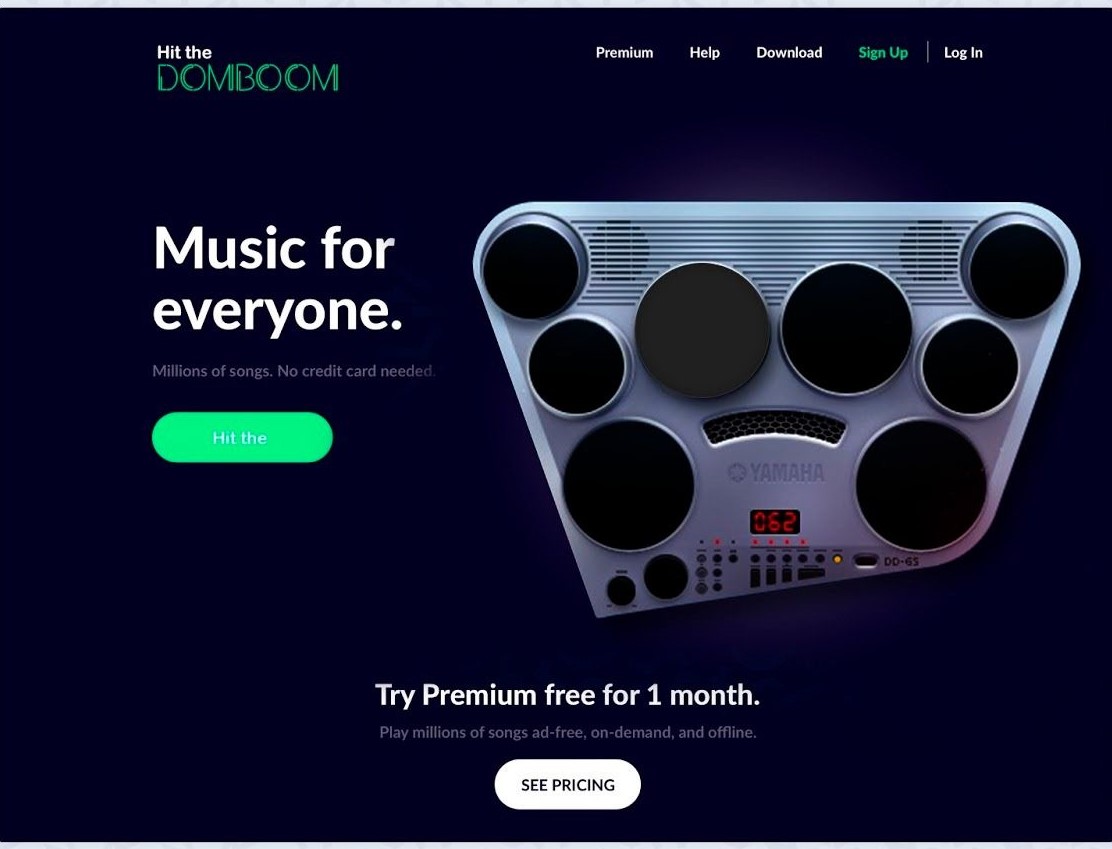 Hit the
DOMBOOM
Premium
Help
Download
Sign Up
Log In
Music for
everyone.
Millions of songs. No credit card needed.
Hit the
YAMAHA
062
DD-65
Try Premium free for 1 month.
Play millions of songs ad-free, on-demand, and offline.
SEE PRICING